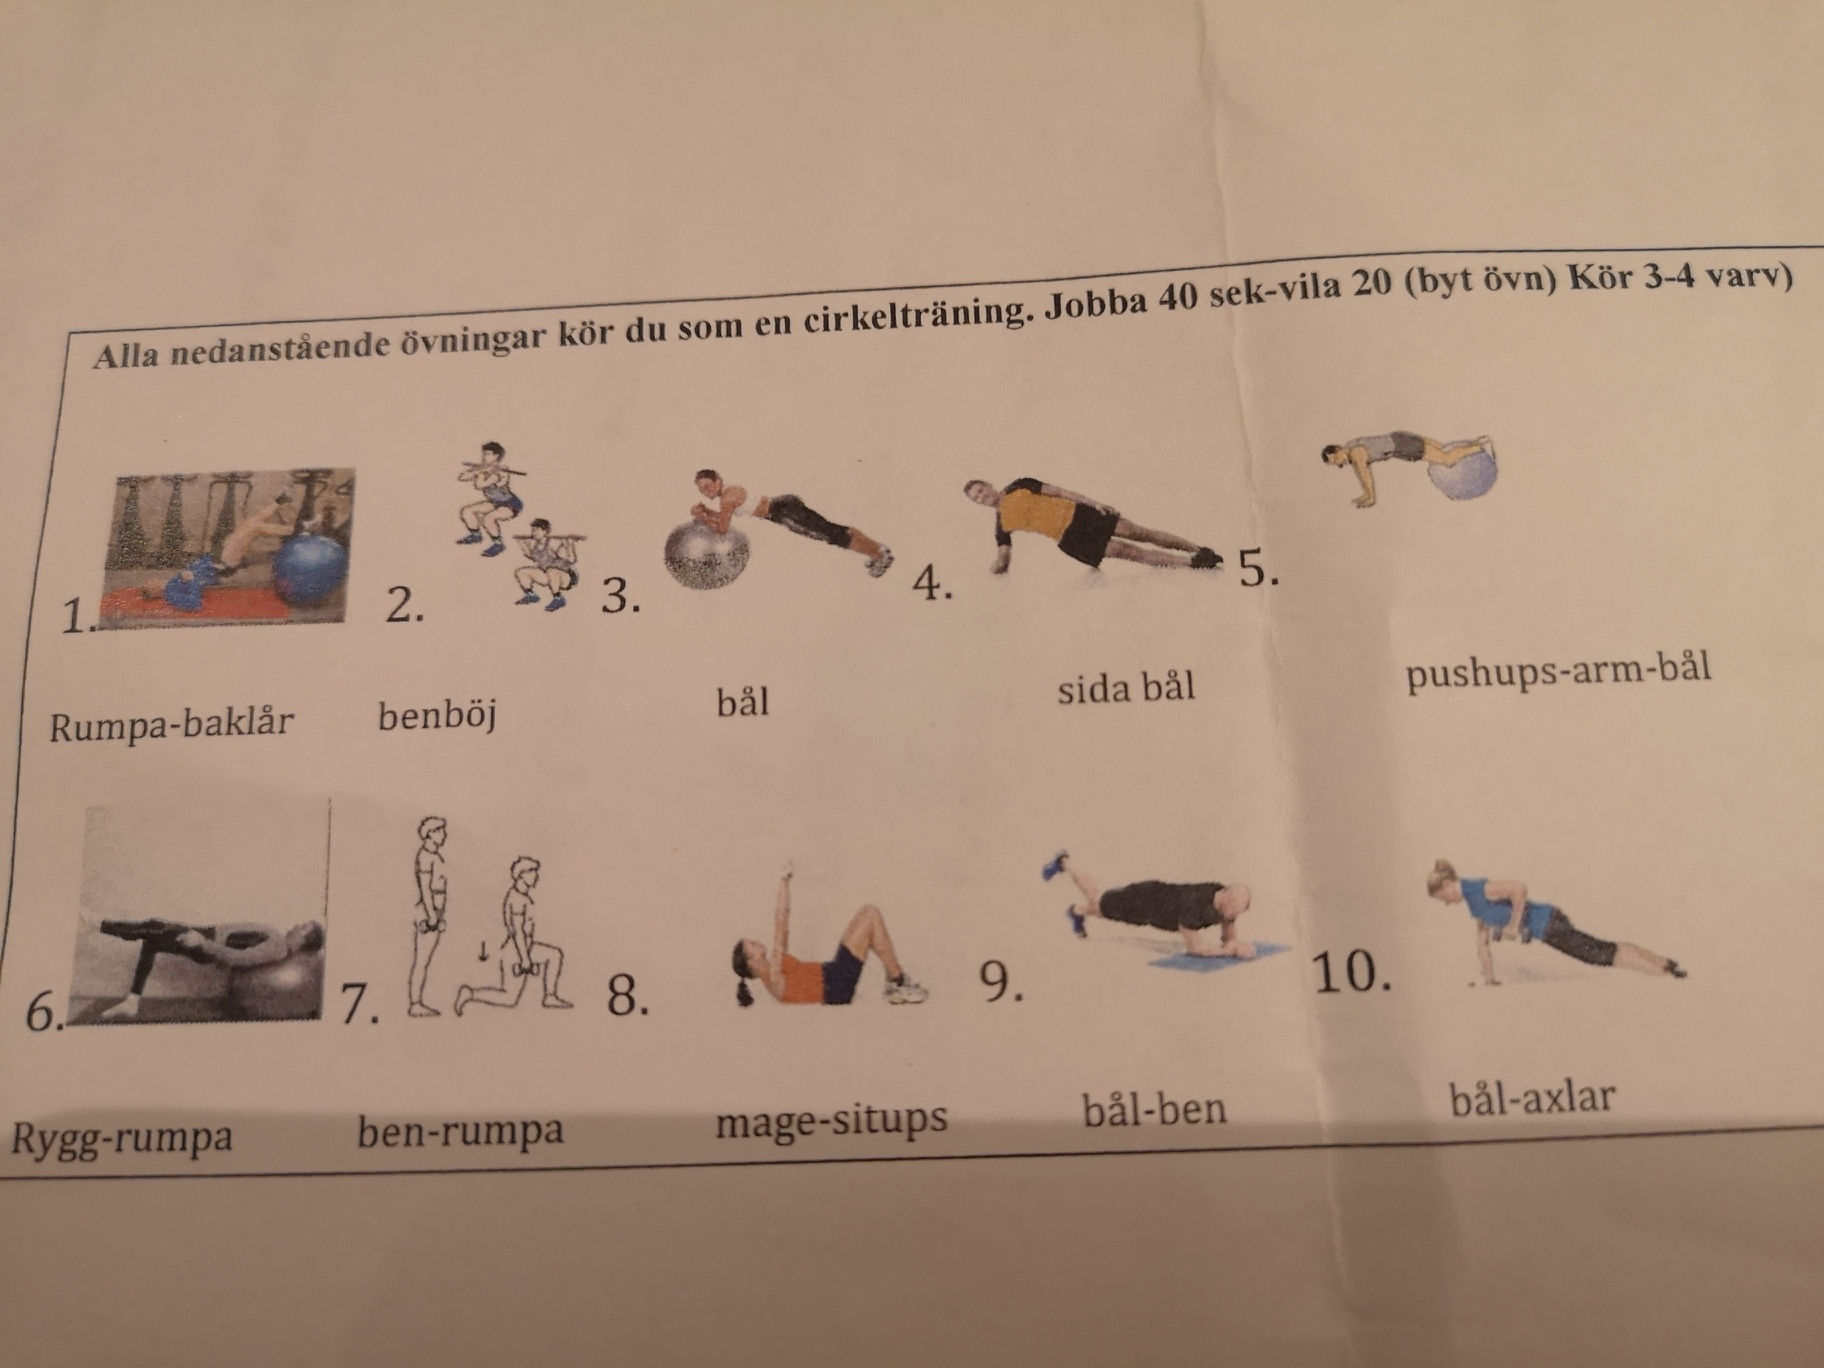 Alla nedanstående övningar kör du som en cirkelträning. Jobba 40 sek-vila 20 (byt övn) Kör 3-4 varv)
1. 2. 3. 4. 5.
Rumpa-baklår benböj bål sida bål pushups-arm-bål
6. 7. 8. 9. 10.
Rygg-rumpa ben-rumpa mage-situps bål-ben bål-axlar